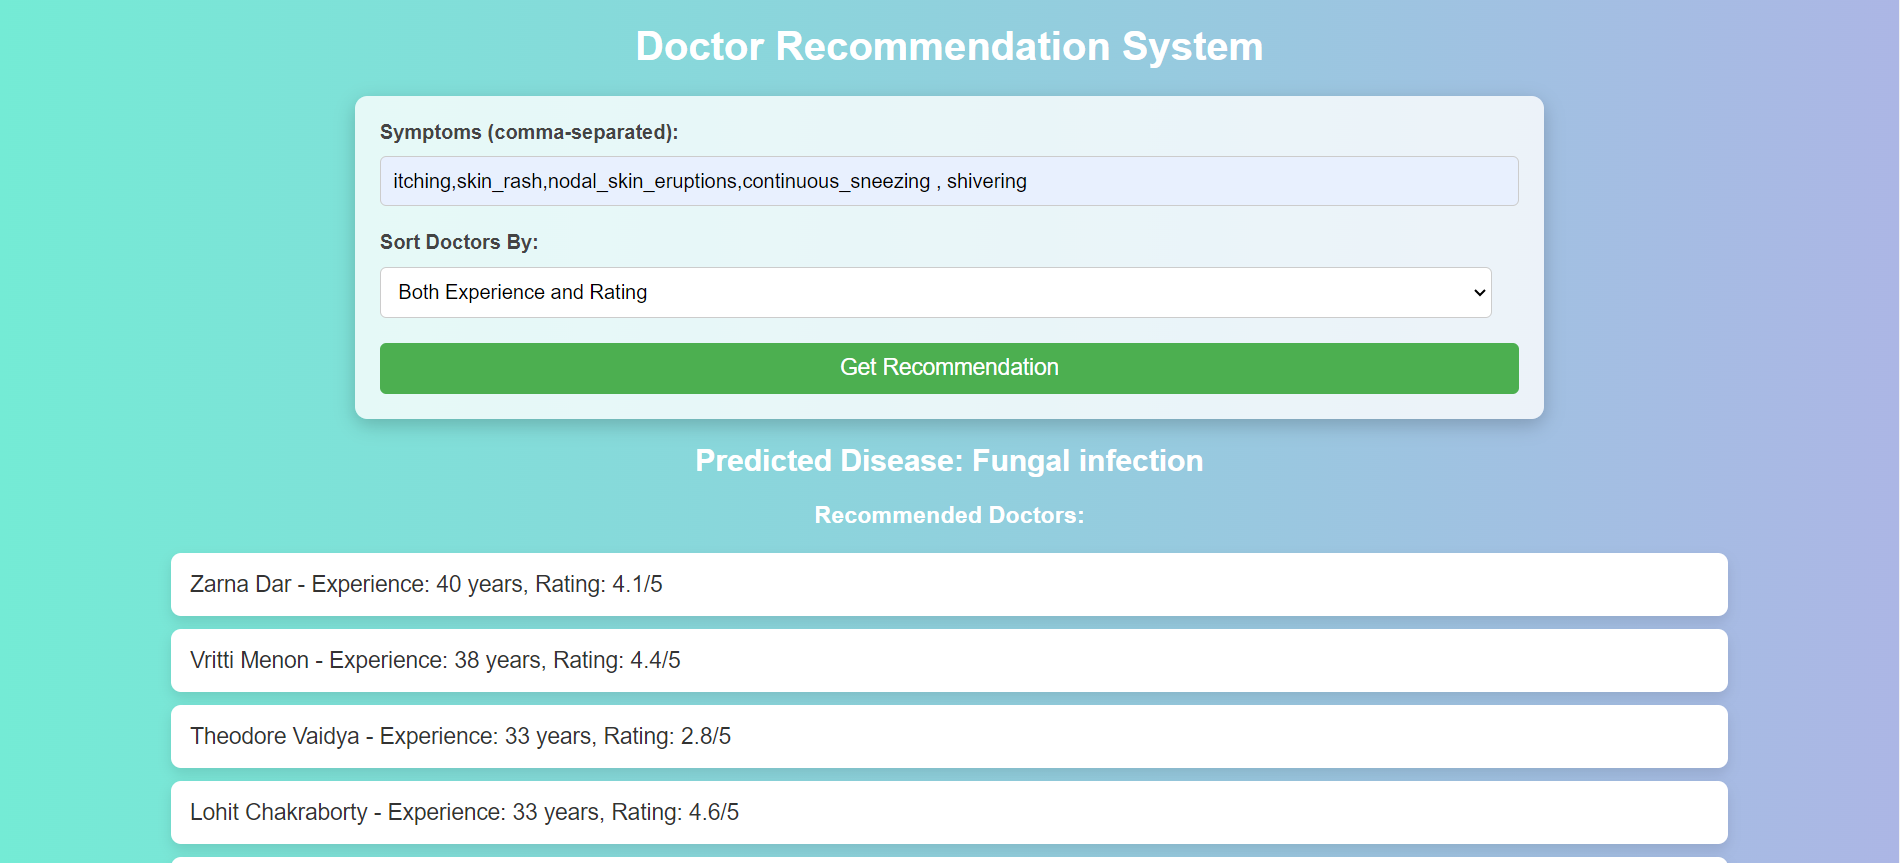 Doctor Recommendation System
Symptoms (comma-separated):
itching,skin_rash,nodal_skin_eruptions,continuous_sneezing , shivering
Sort Doctors By:
Both Experience and Rating
Get Recommendation
Predicted Disease: Fungal infection
Recommended Doctors:
Zarna Dar - Experience: 40 years, Rating: 4.1/5
Vritti Menon - Experience: 38 years, Rating: 4.4/5
Theodore Vaidya - Experience: 33 years, Rating: 2.8/5
Lohit Chakraborty - Experience: 33 years, Rating: 4.6/5